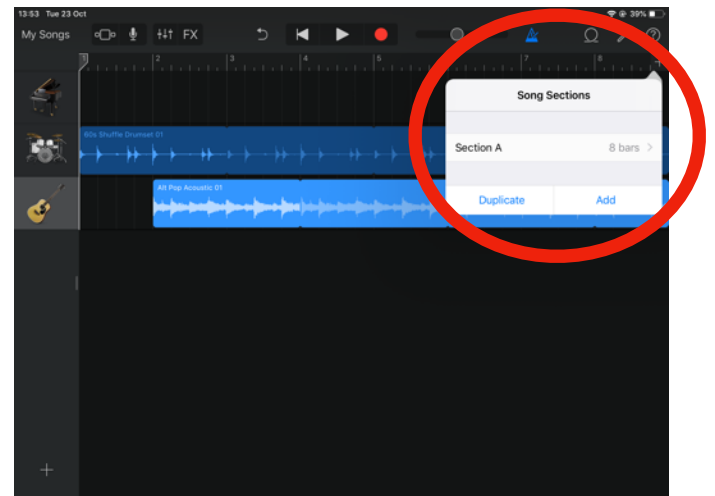 13:53 Tue 23 Oct
39%
My Songs
FX
1 2 3 4 5 7 8
Song Sections
60s Shuffle Drumset 01
Section A 8 bars
Alt Pop Acoustic 01
Duplicate Add